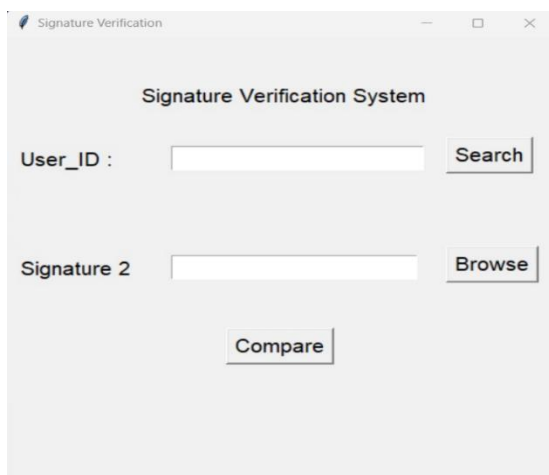 Signature Verification
Signature Verification System
User_ID :
Search
Signature 2
Browse
Compare